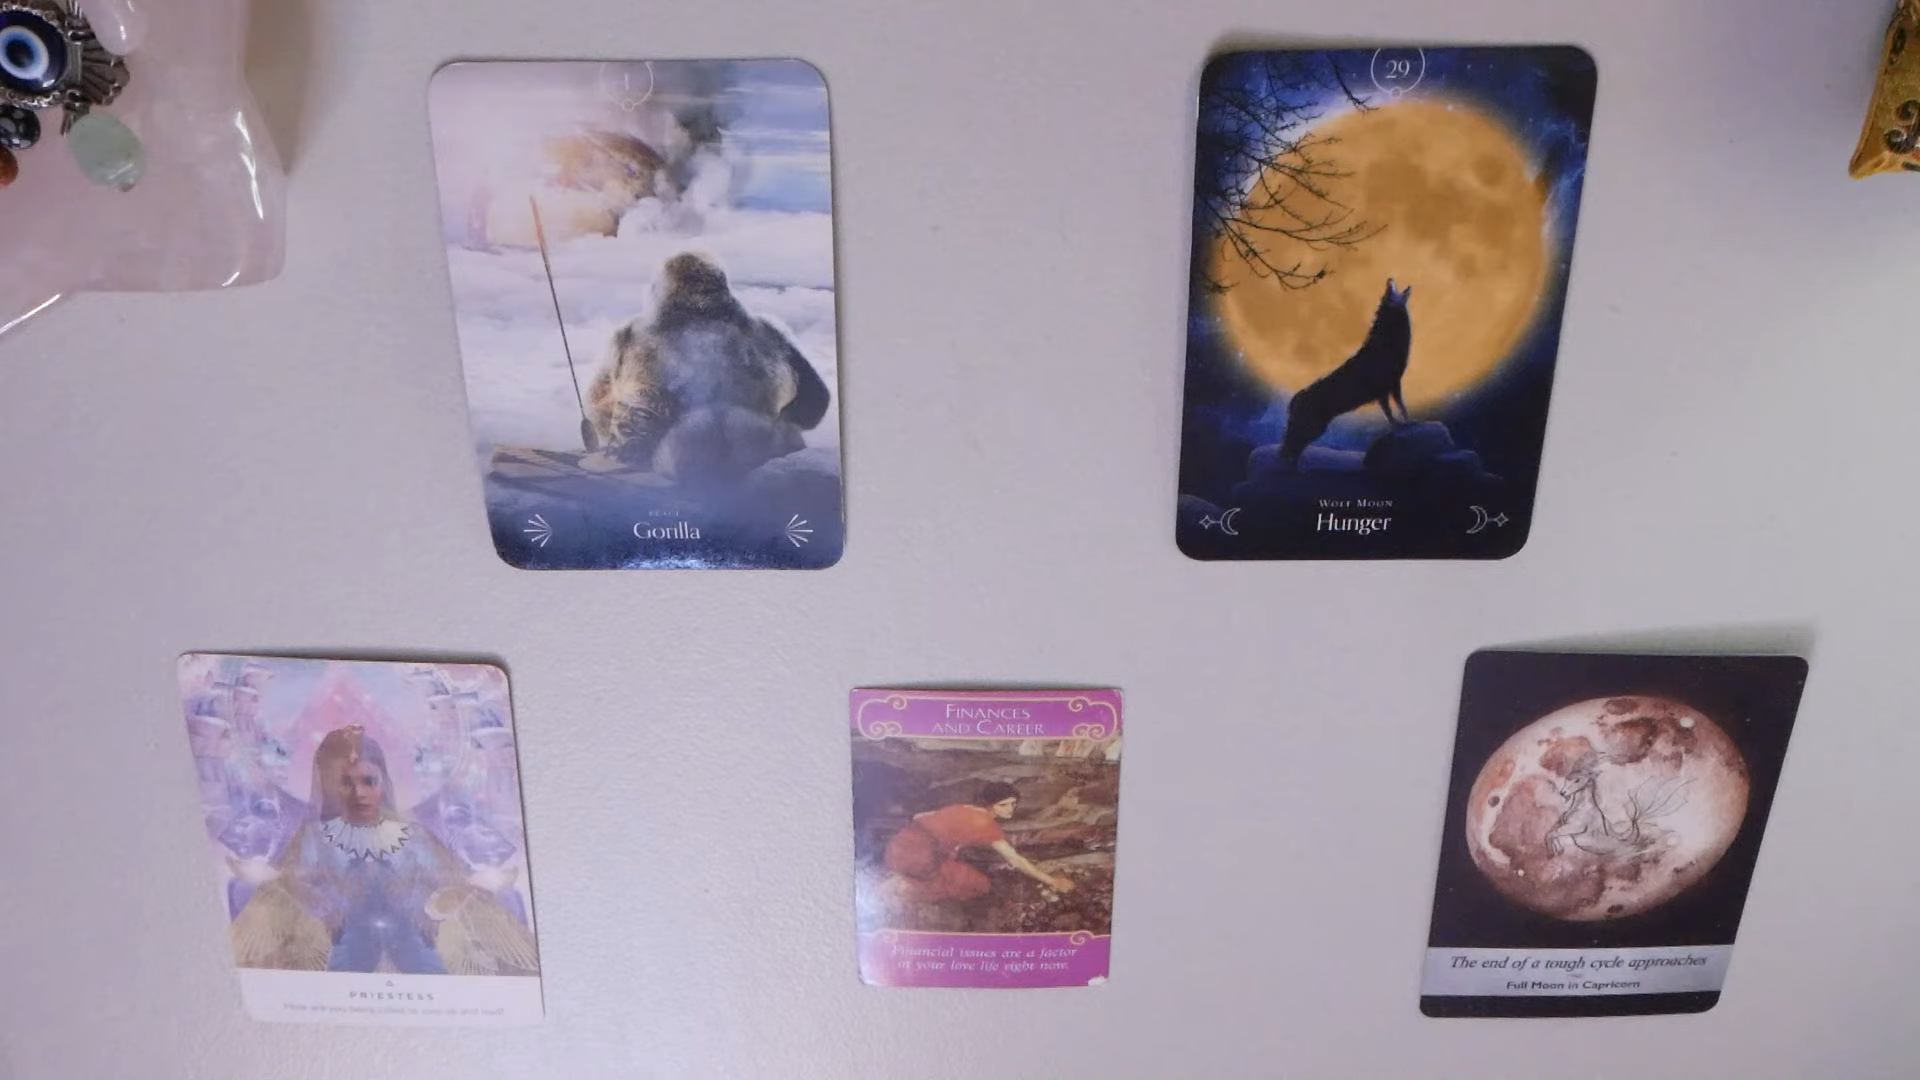 1
Gorilla
29
WOLF MOON
Hunger
PRIESTESS
FINANCES
AND CAREER
Financial issues are a factor
in your love life right now.
The end of a tough cycle approaches
Full Moon in Capricorn